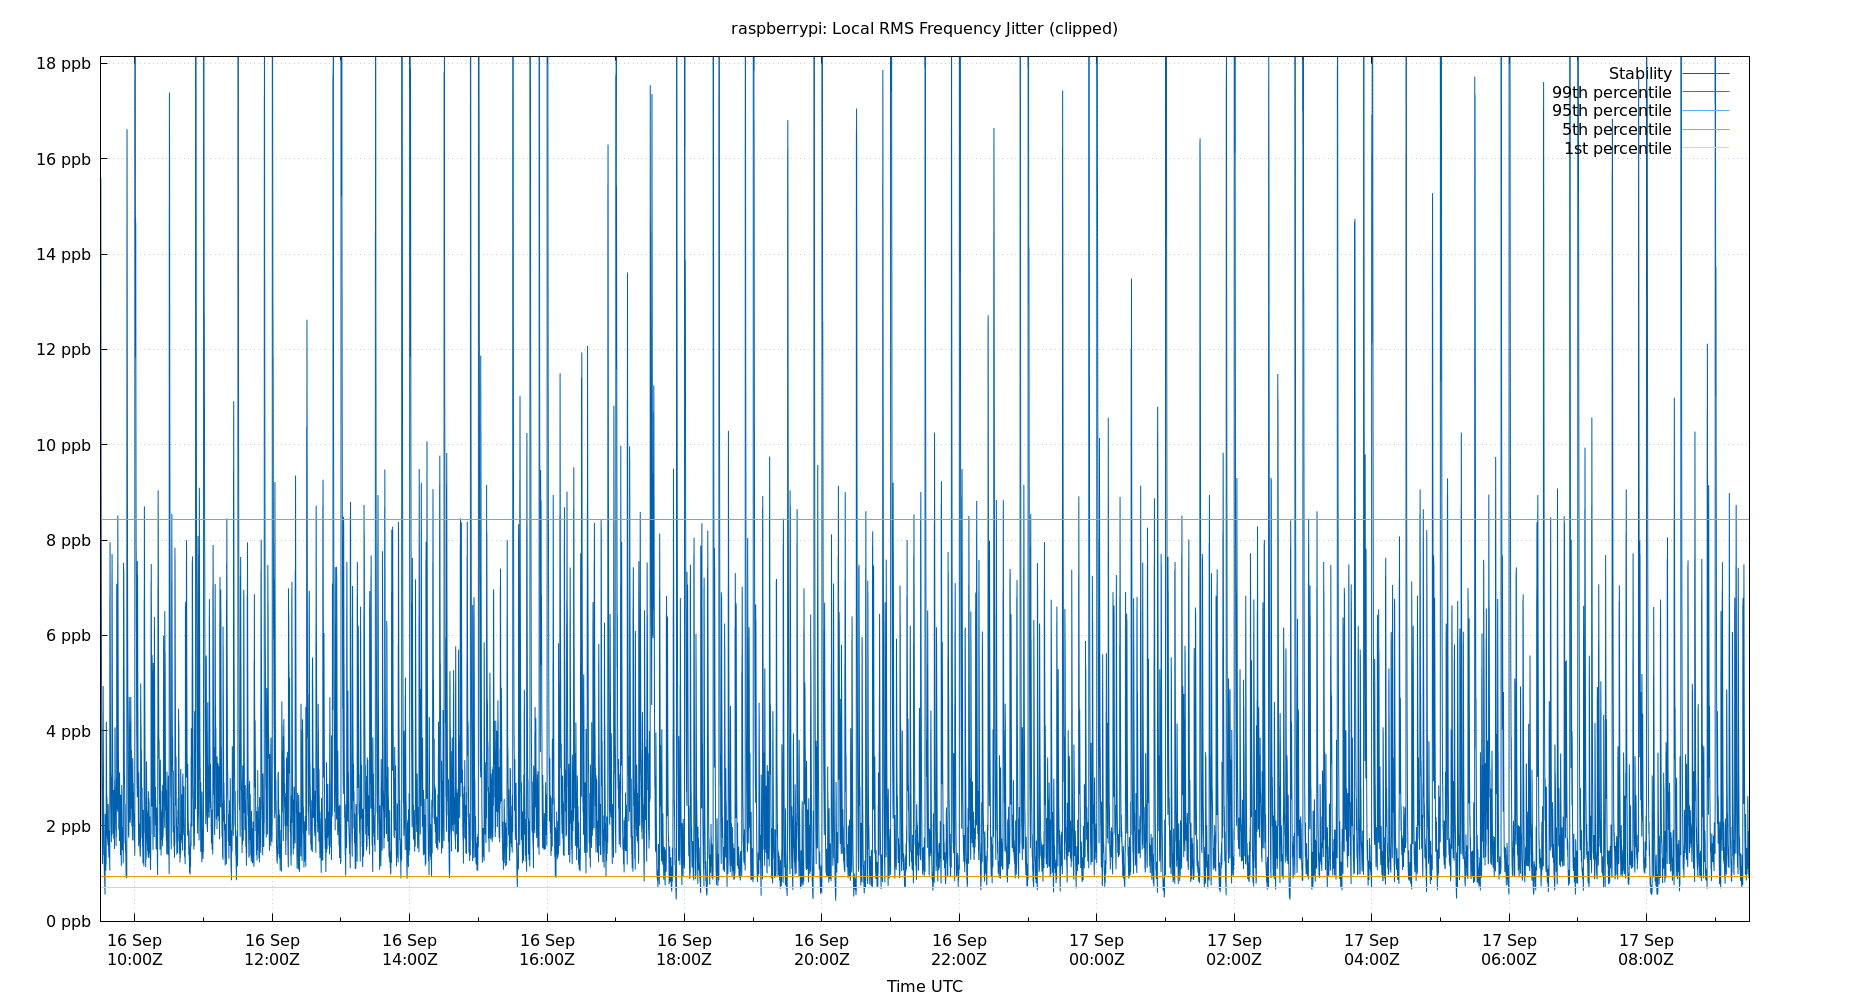 raspberrypi: Local RMS Frequency Jitter (clipped)
18 ppb
16 ppb
14 ppb
12 ppb
10 ppb
8 ppb
6 ppb
4 ppb
2 ppb
0 ppb
Stability
99th percentile
95th percentile
5th percentile
1st percentile
16 Sep 16 Sep 16 Sep 16 Sep 16 Sep 16 Sep 16 Sep 17 Sep 17 Sep 17 Sep 17 Sep 17 Sep
10:00Z 12:00Z 14:00Z 16:00Z 18:00Z 20:00Z 22:00Z 00:00Z 02:00Z 04:00Z 06:00Z 08:00Z
Time UTC